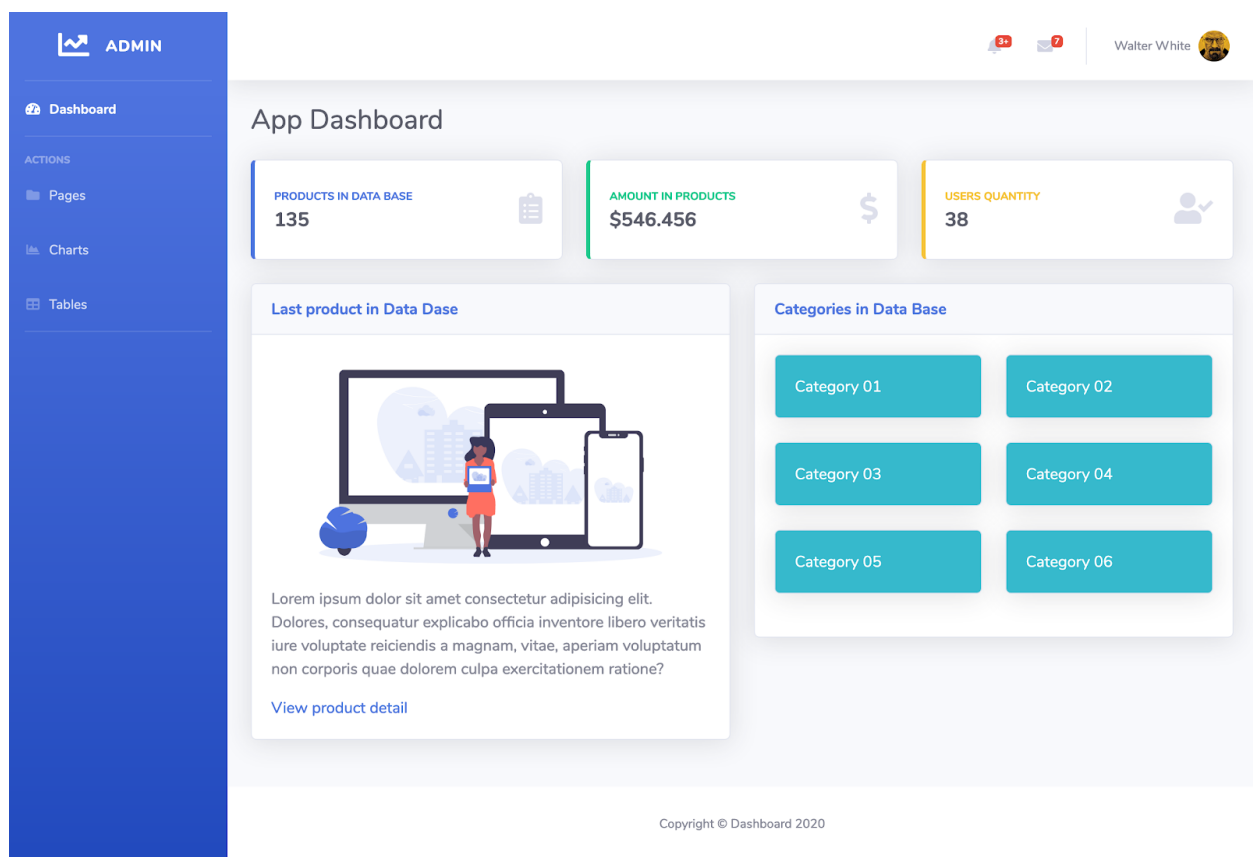 ADMIN
3+
7
Walter White
Dashboard
ACTIONS
Pages
Charts
Tables
App Dashboard
PRODUCTS IN DATA BASE
135
AMOUNT IN PRODUCTS
$546.456
USERS QUANTITY
38
Last product in Data Dase
Lorem ipsum dolor sit amet consectetur adipisicing elit.
Dolores, consequatur explicabo officia inventore libero veritatis
iure voluptate reiciendis a magnam, vitae, aperiam voluptatum
non corporis quae dolorem culpa exercitationem ratione?
View product detail
Categories in Data Base
Category 01
Category 02
Category 03
Category 04
Category 05
Category 06
Copyright © Dashboard 2020